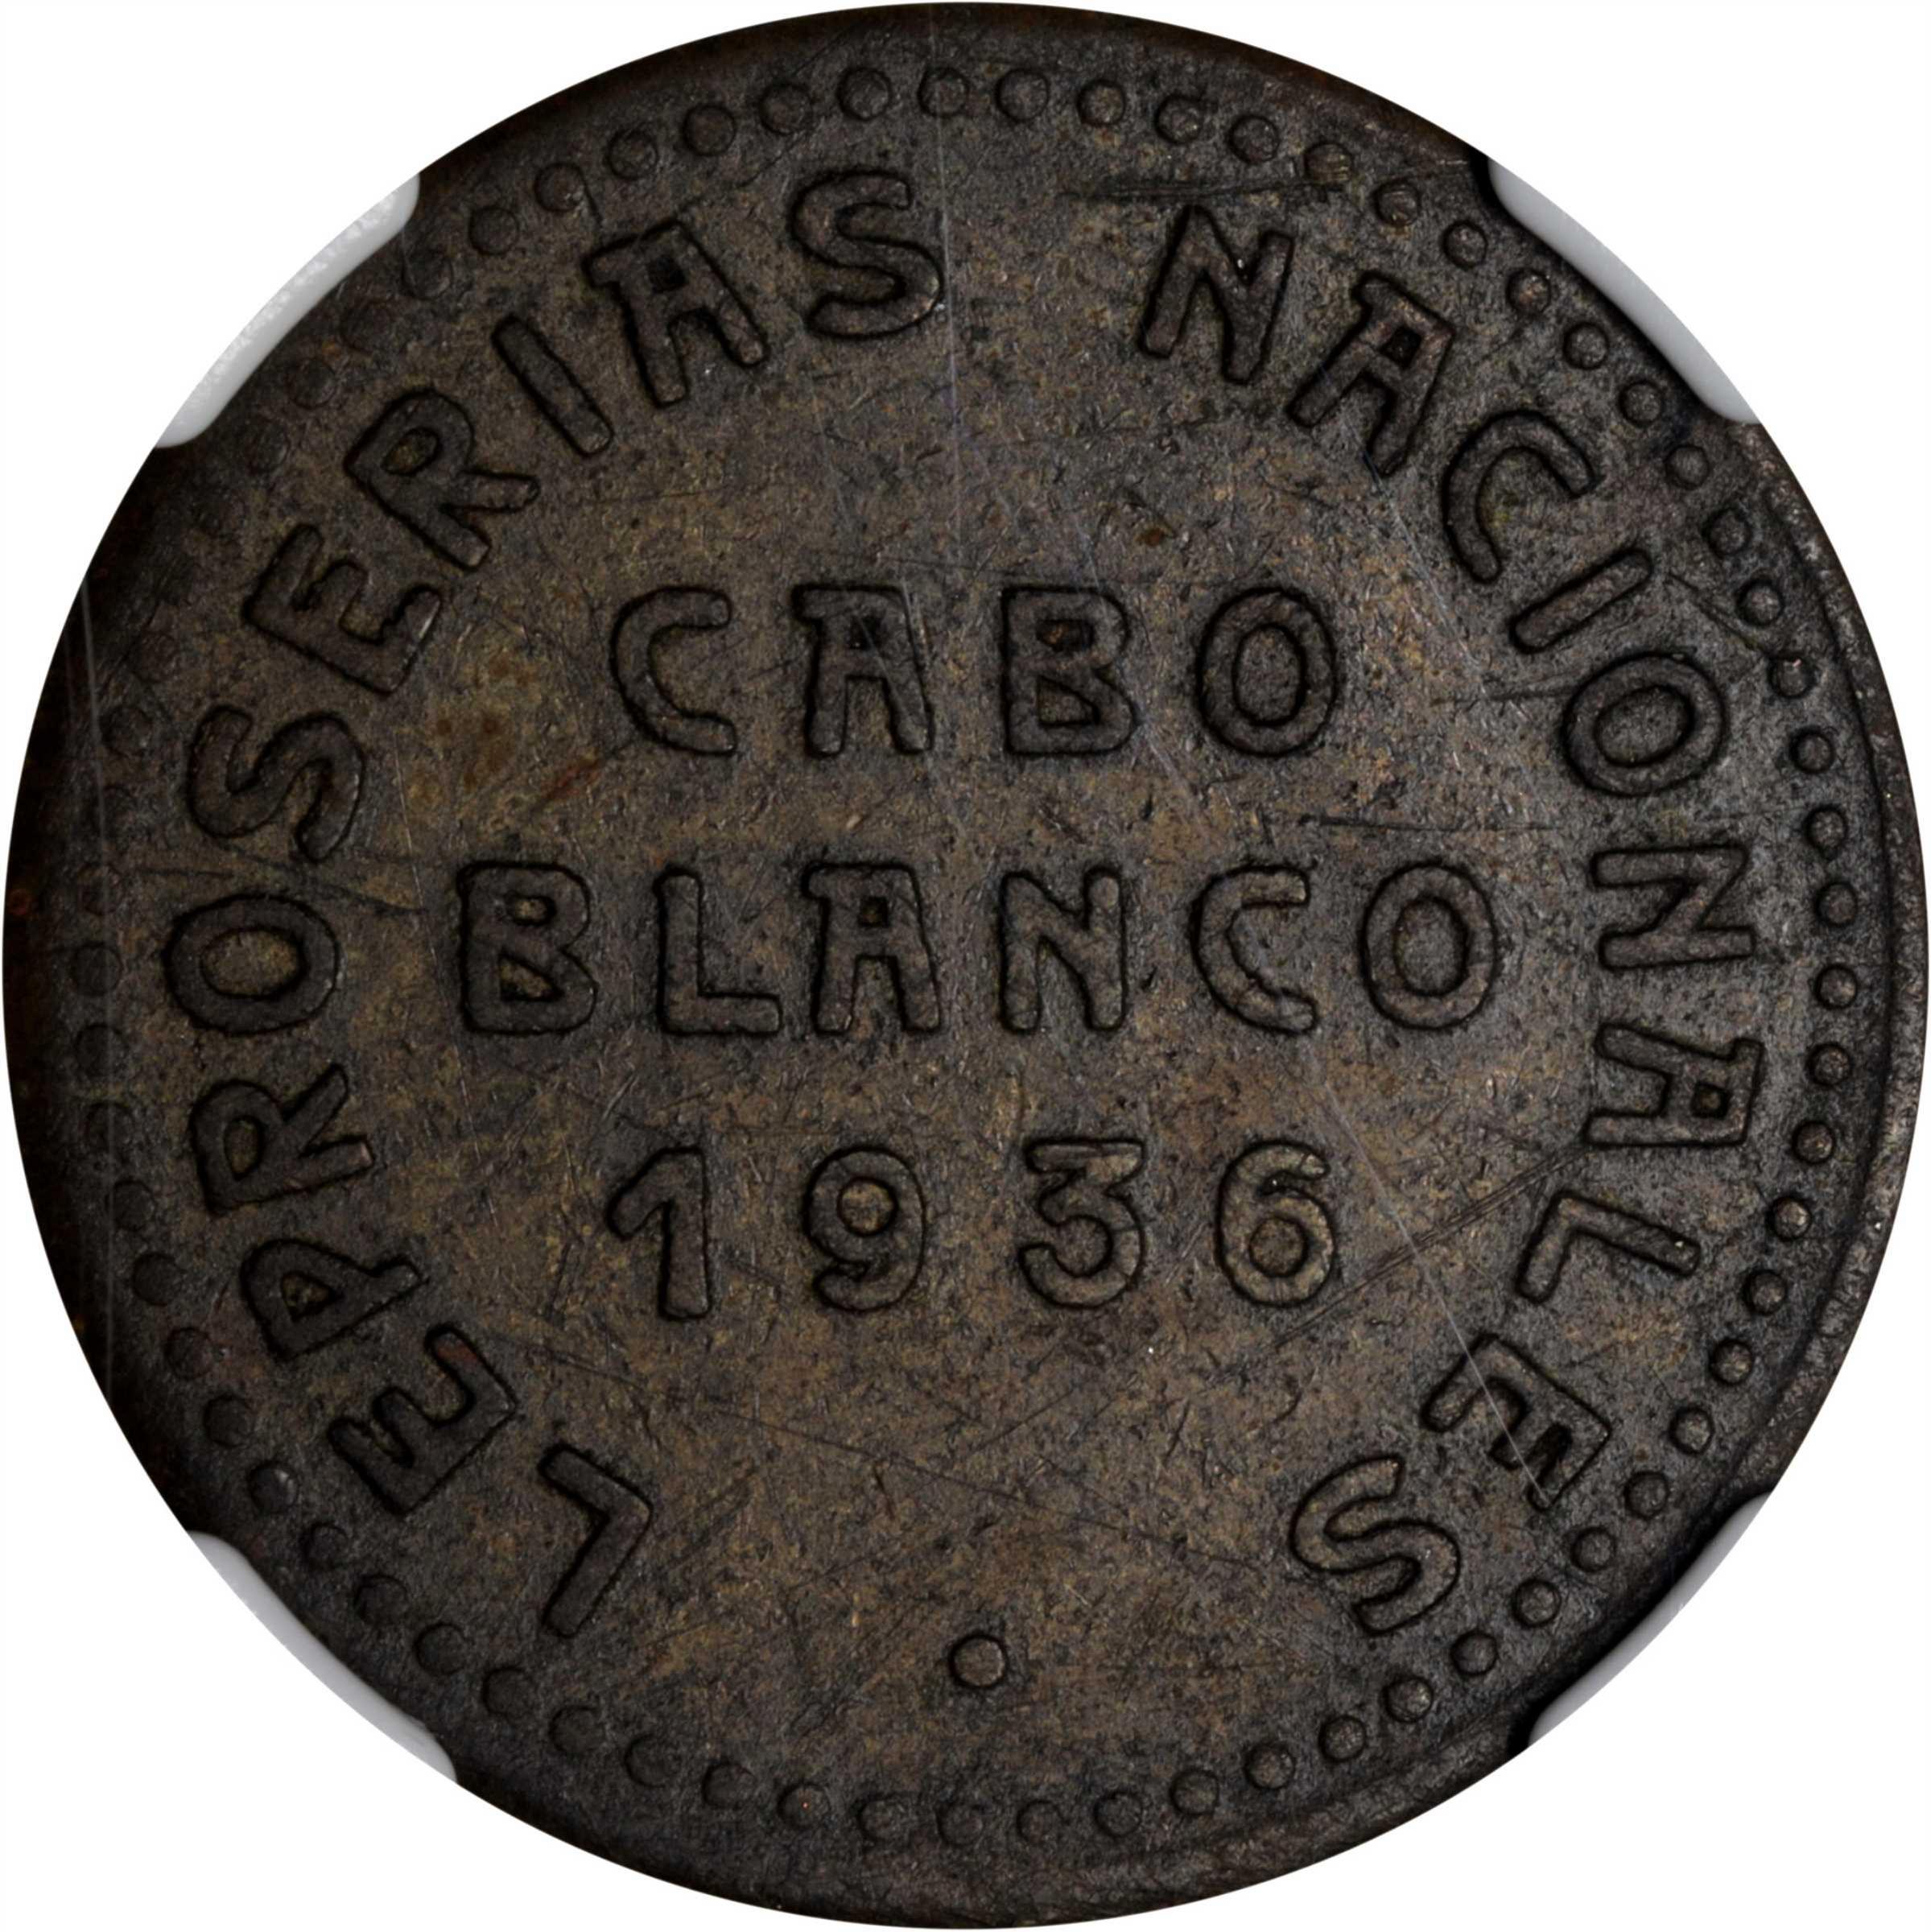 LEPROSERIAS NACIONALES
CABO
BLANCO
1936